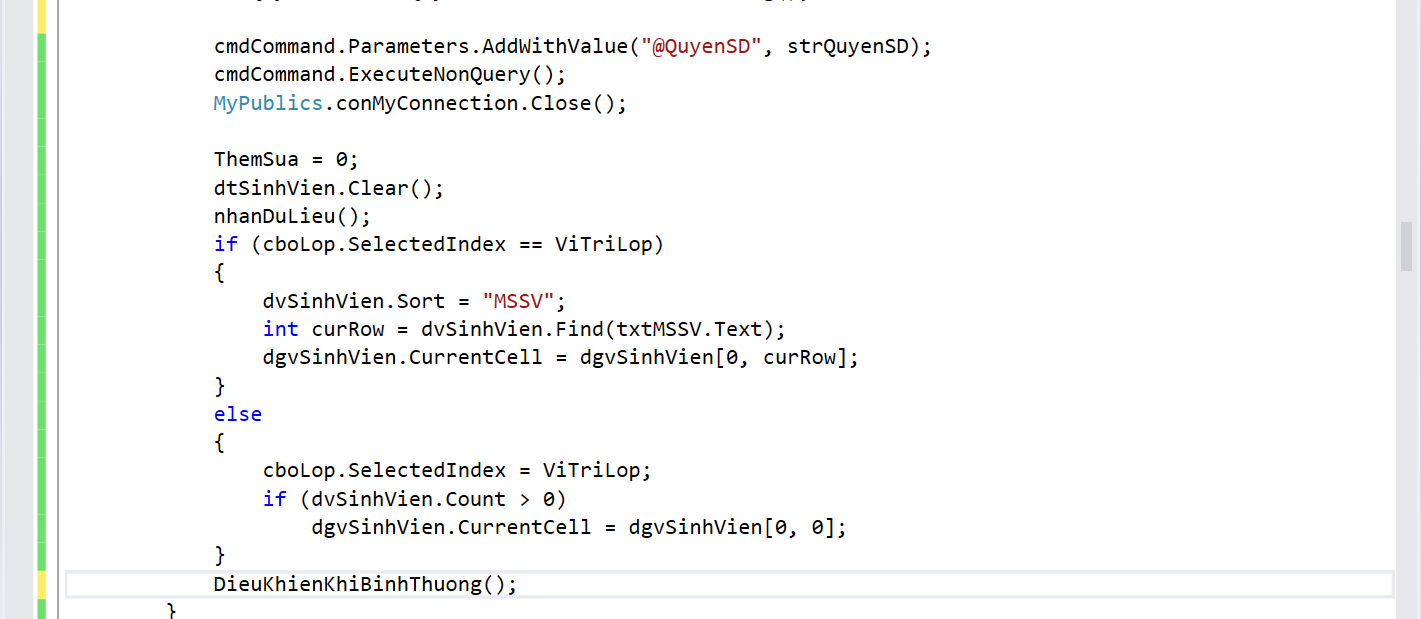 cmdCommand.Parameters.AddWithValue("@QuyenSD", strQuyenSD);
cmdCommand.ExecuteNonQuery();
MyPublics.conMyConnection.Close();
ThemSua = 0;
dtSinhVien.Clear();
nhanDuLieu();
if (cboLop.SelectedIndex == ViTriLop)
{
dvSinhVien.Sort = "MSSV";
int curRow = dvSinhVien.Find(txtMSSV.Text);
dgvSinhVien.CurrentCell = dgvSinhVien[0, curRow];
}
else
{
cboLop.SelectedIndex = ViTriLop;
if (dvSinhVien.Count > 0)
dgvSinhVien.CurrentCell = dgvSinhVien[0, 0];
}
DieuKhienKhiBinhThuong();
}